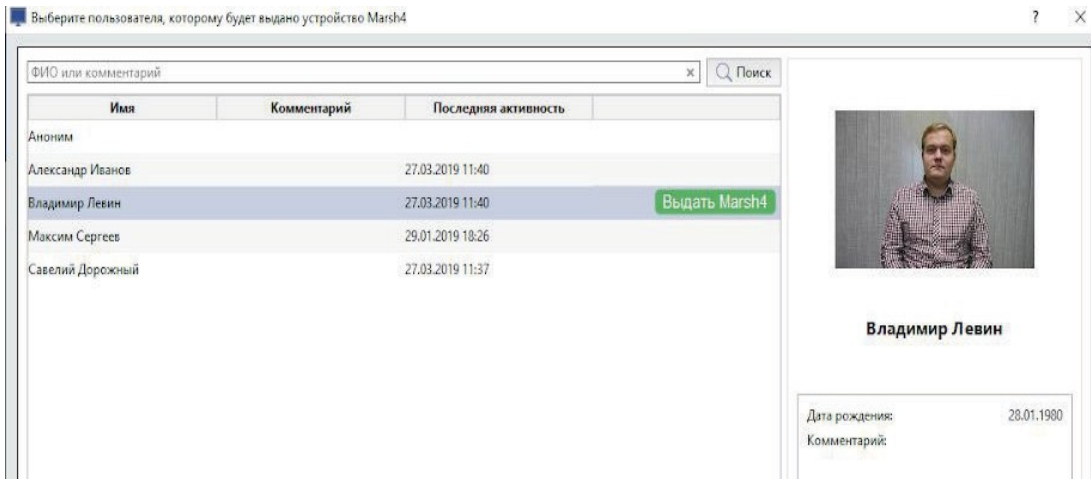 Выберите пользователя, которому будет выдано устройство Marsh4
ФИО или комментарий
Поиск
Имя Комментарий Последняя активность
Аноним
Александр Иванов 27.03.2019 11:40
Владимир Левин 27.03.2019 11:40 Выдать Marsh4
Максим Сергеев 29.01.2019 18:26
Савелий Дорожный 27.03.2019 11:37
Владимир Левин
Дата рождения: 28.01.1980
Комментарий: